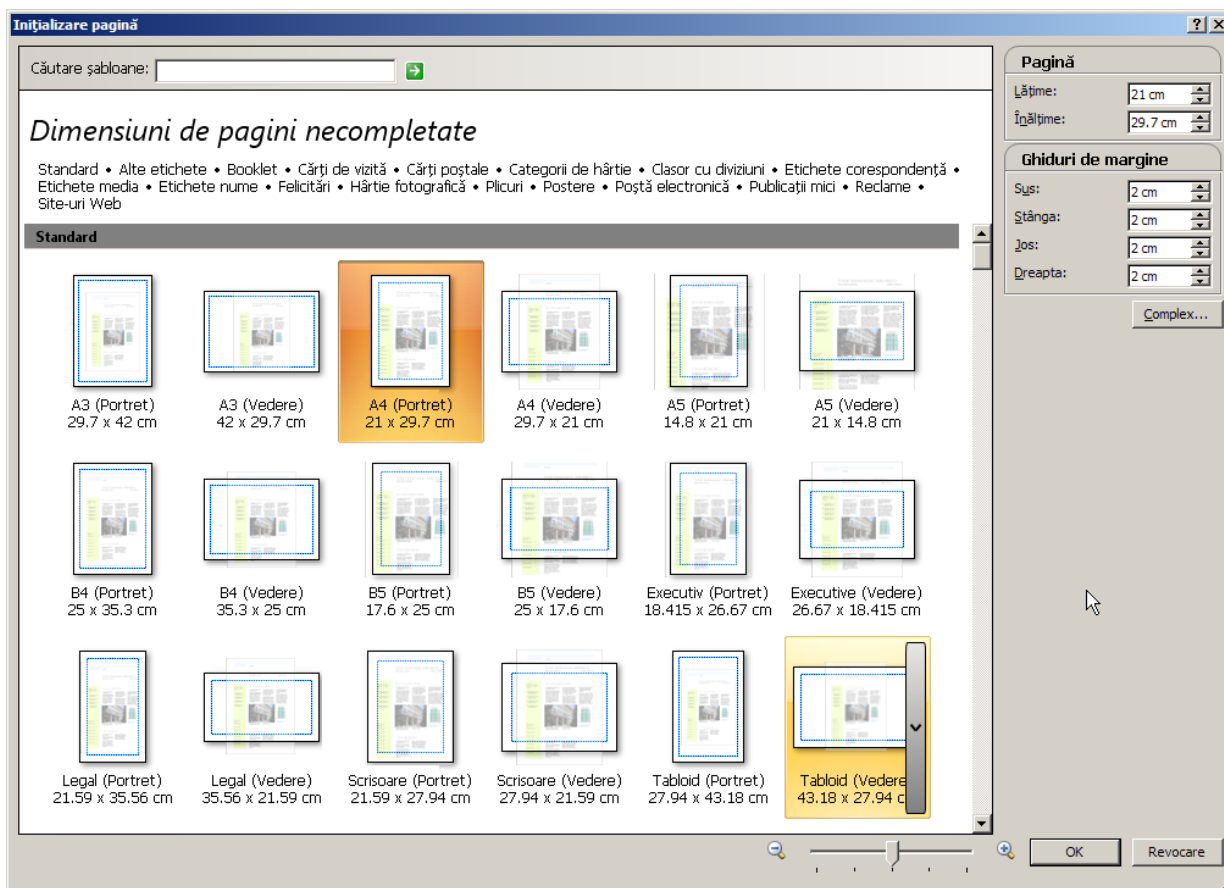 Inițializare pagină
Căutare șabloane:
Dimensiuni de pagini necompletate
Standard • Alte etichete • Booklet • Cărți de vizită • Cărți poștale • Categorii de hârtie • Clasor cu diviziuni • Etichete corespondență •
Etichete media • Etichete nume • Felicitări • Hârtie fotografică • Plicuri • Postere • Poștă electronică • Publicații mici • Reclame •
Site-uri Web
Standard
A3 (Portret) A3 (Vedere) A4 (Portret) A4 (Vedere) A5 (Portret) A5 (Vedere)
29.7 x 42 cm 42 x 29.7 cm 21 x 29.7 cm 29.7 x 21 cm 14.8 x 21 cm 21 x 14.8 cm
B4 (Portret) B4 (Vedere) B5 (Portret) B5 (Vedere) Executiv (Portret) Executive (Vedere)
25 x 35.3 cm 35.3 x 25 cm 17.6 x 25 cm 25 x 17.6 cm 18.415 x 26.67 cm 26.67 x 18.415 cm
Legal (Portret) Legal (Vedere) Scrisoare (Portret) Scrisoare (Vedere) Tabloid (Portret) Tabloid (Vedere
21.59 x 35.56 cm 35.56 x 21.59 cm 21.59 x 27.94 cm 27.94 x 21.59 cm 27.94 x 43.18 cm 43.18 x 27.94 c
Pagină
Lățime: 21 cm
Înălțime: 29.7 cm
Ghiduri de margine
Sus: 2 cm
Stânga: 2 cm
Jos: 2 cm
Dreapta: 2 cm
Complex...
OK Revocare